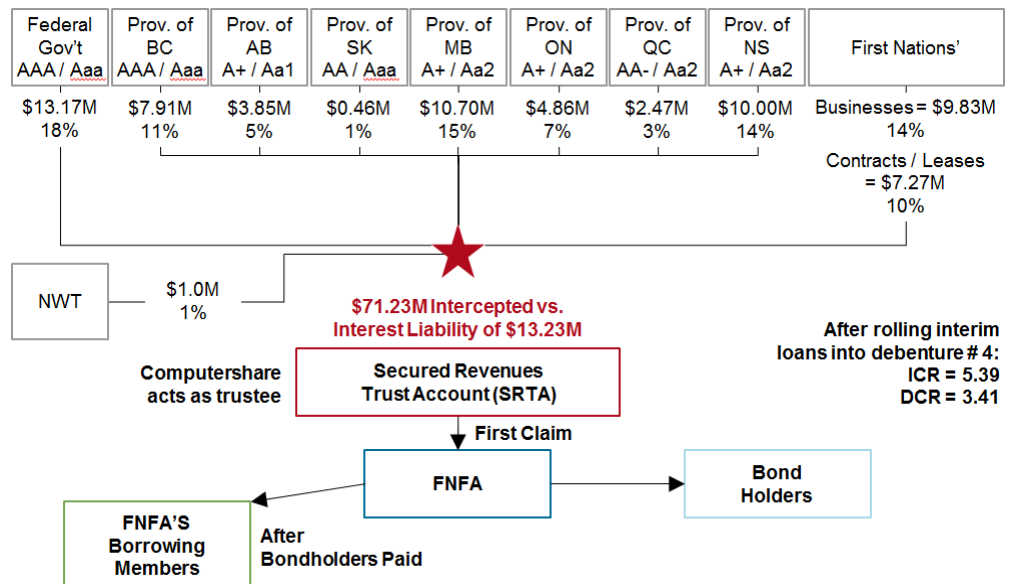 Federal
Gov't
AAA / Aaa
Prov. of
BC
AAA / Aaa
Prov. of
AB
A+ / Aa1
Prov. of
SK
AA / Aaa
Prov. of
MB
A+ / Aa2
Prov. of
ON
A+ / Aa2
Prov. of
QC
AA- / Aa2
Prov. of
NS
A+ / Aa2
First Nations'
$13.17M
18%
$7.91M
11%
$3.85M
5%
$0.46M
1%
$10.70M
15%
$4.86M
7%
$2.47M
3%
$10.00M
14%
Businesses = $9.83M
14%
Contracts / Leases
= $7.27M
10%
NWT
$1.0M
1%
$71.23M Intercepted vs.
Interest Liability of $13.23M
After rolling interim
loans into debenture # 4:
ICR = 5.39
DCR = 3.41
Computershare
acts as trustee
Secured Revenues
Trust Account (SRTA)
First Claim
FNFA
Bond
Holders
FNFA'S
Borrowing
Members
After
Bondholders Paid